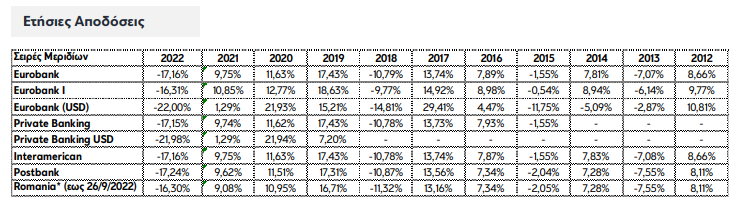 Ετήσιες Αποδόσεις
Σειρές Μεριδίων 2022 2021 2020 2019 2018 2017 2016 2015 2014 2013 2012
Eurobank -17,16% 9,75% 11,63% 17,43% -10,79% 13,74% 7,89% -1,55% 7,81% -7,07% 8,66%
Eurobank I -16,31% 10,85% 12,77% 18,63% -9,77% 14,92% 8,98% -0,54% 8,94% -6,14% 9,77%
Eurobank (USD) -22,00% 1,29% 21,93% 15,21% -14,81% 29,41% 4,47% -11,75% -5,09% -2,87% 10,81%
Private Banking -17,15% 9,74% 11,62% 17,43% -10,78% 13,73% 7,93% -1,55% - - -
Private Banking USD -21,98% 1,29% 21,94% 7,20% - - - - - - -
Interamerican -17,16% 9,75% 11,63% 17,43% -10,78% 13,74% 7,87% -1,55% 7,83% -7,08% 8,66%
Postbank -17,24% 9,62% 11,51% 17,31% -10,87% 13,56% 7,34% -2,04% 7,28% -7,55% 8,11%
Romania* (εως 26/9/2022) -16,30% 9,08% 10,95% 16,71% -11,32% 13,16% 7,34% -2,05% 7,28% -7,55% 8,11%